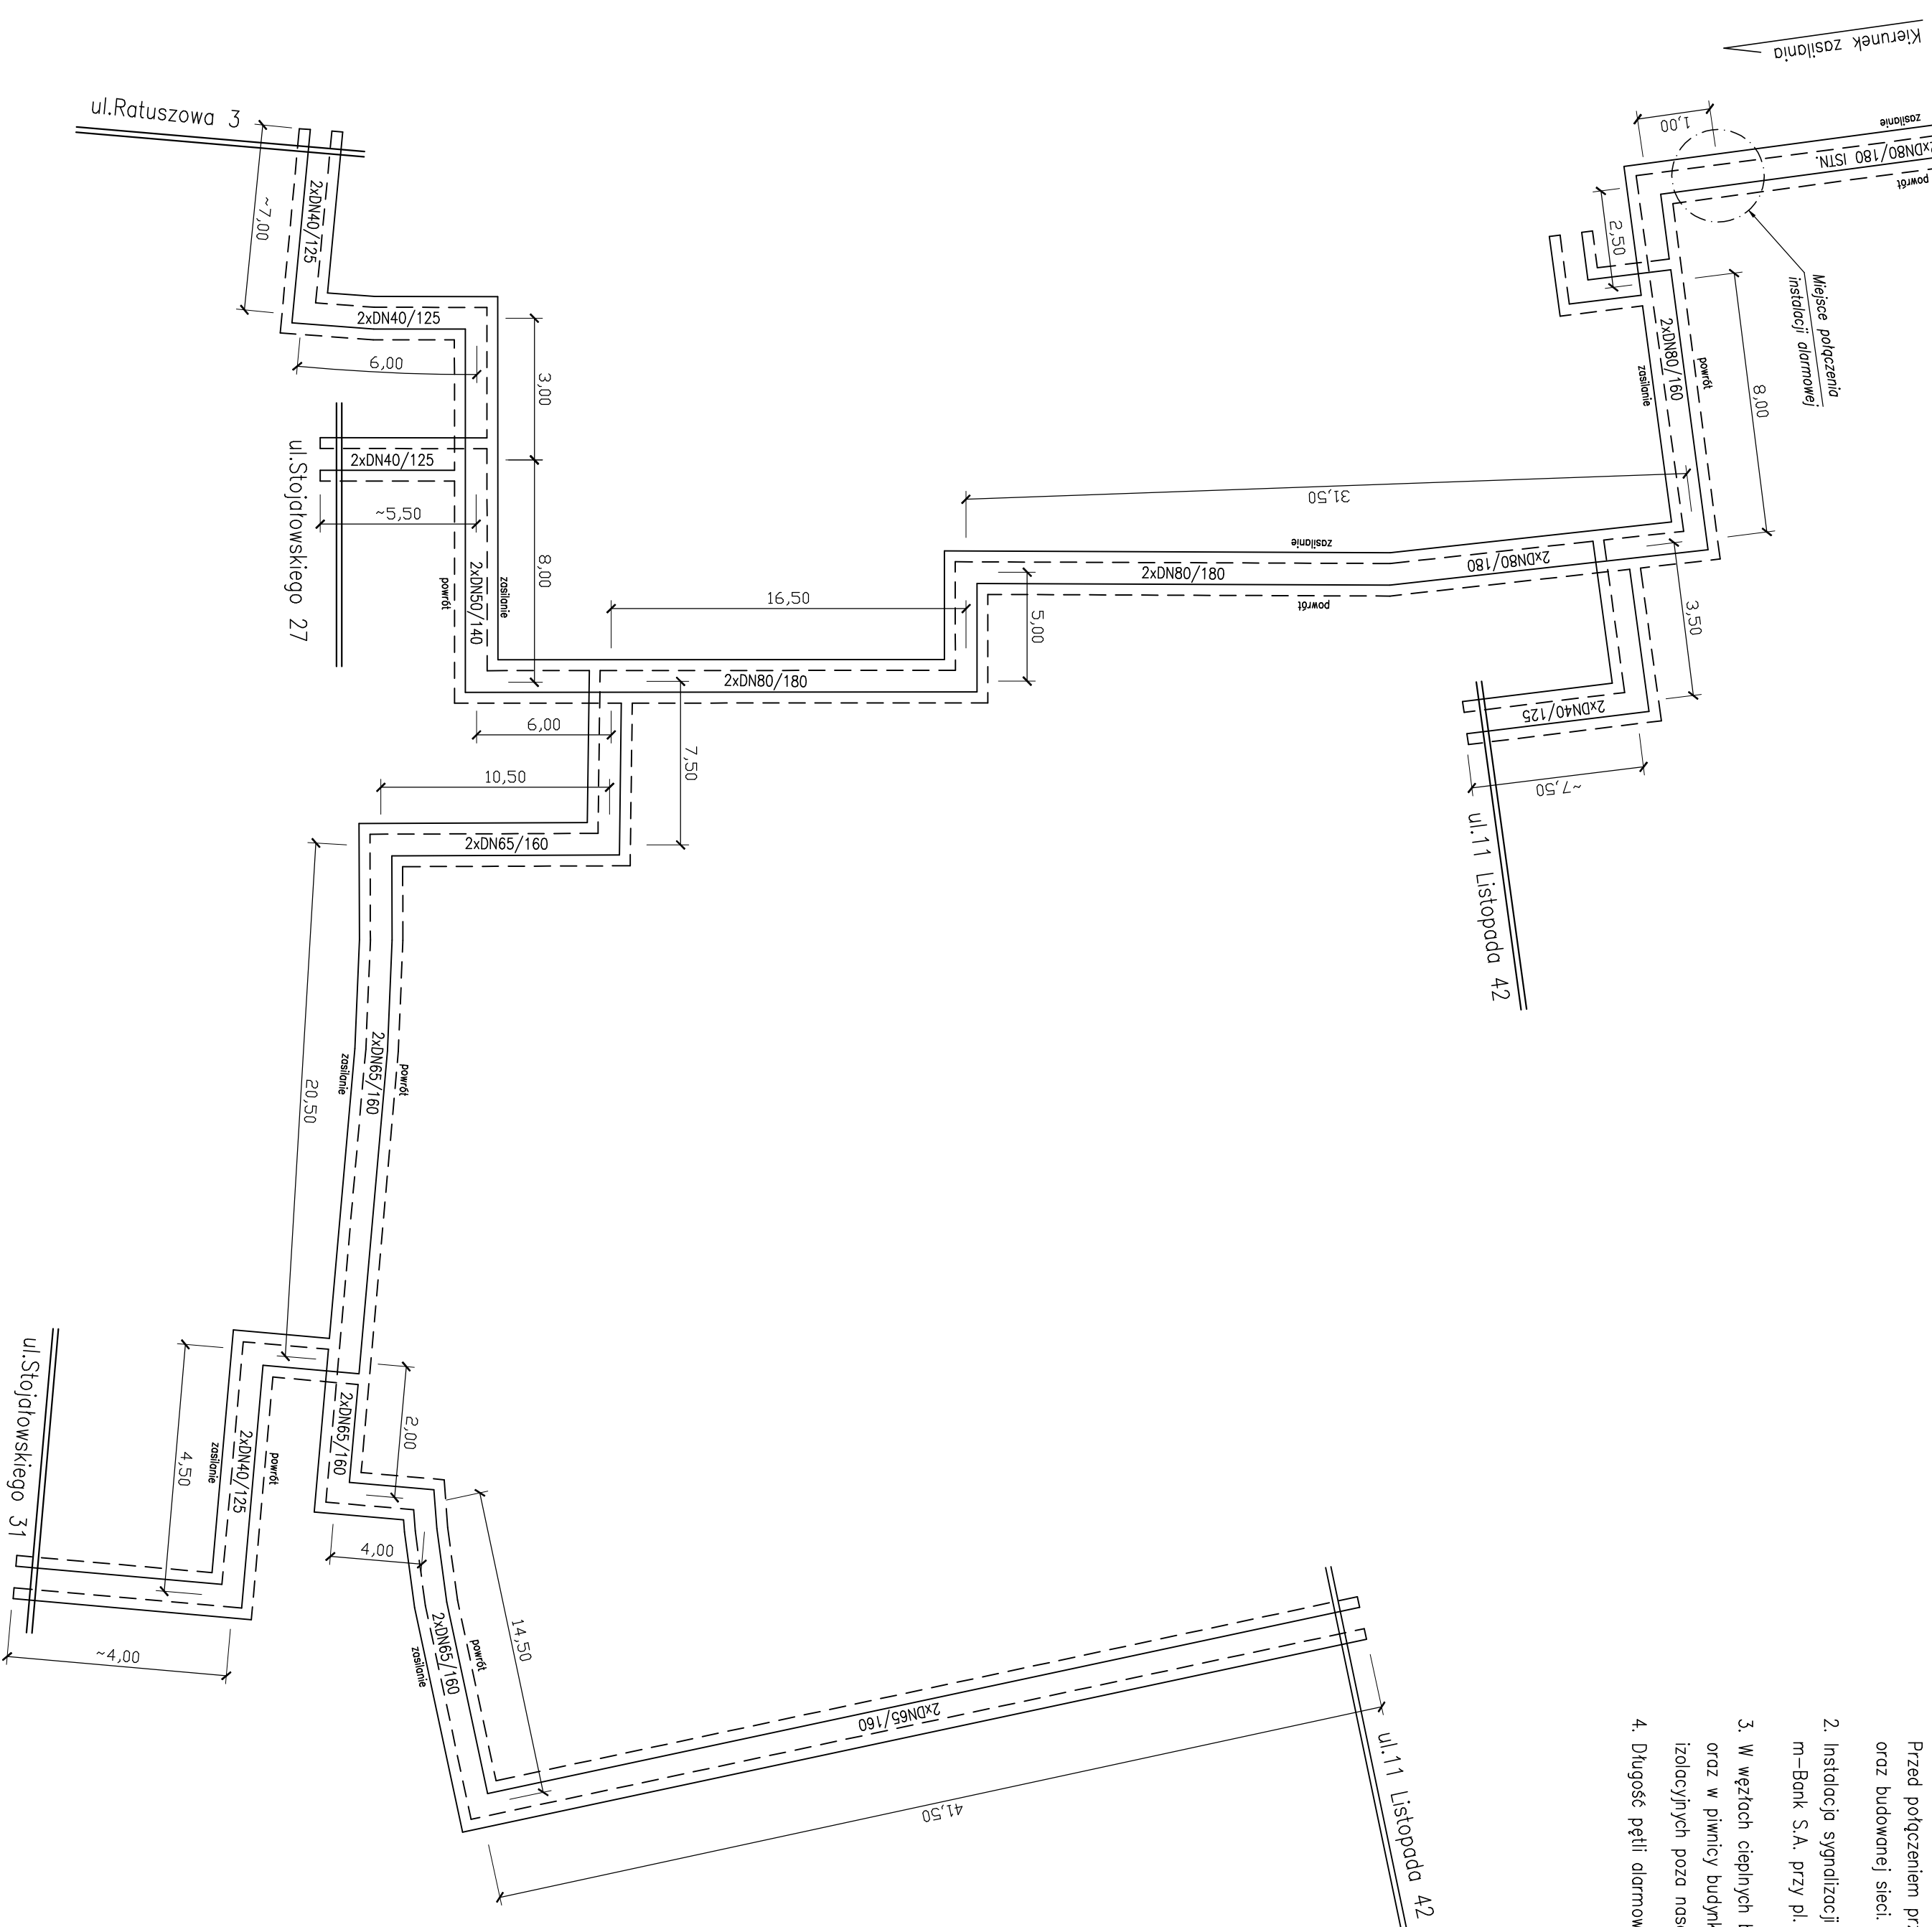 Kierunek zasilania
zasilanie
2xDN80/180 ISTN.
powrót
1,00
2,50
Miejsce połączenia
instalacji alarmowej
8,00
2xDN80/160
powrót
zasilanie
ul.Ratuszowa 3
~7,00
2xDN40/125
2xDN40/125
6,00
3,00
ul.Stojałowskiego 27
2xDN40/125
~5,50
8,00
2xDN50/140
zasilanie
powrót
31,50
zasilanie
2xDN80/180
2xDN80/180
powrót
16,50
5,00
3,50
2xDN40/125
~7,50
ul.11 Listopada 42
2xDN80/180
6,00
7,50
10,50
2xDN65/160
20,50
2xDN65/160
zasilanie
powrót
2,00
2xDN65/160
4,50
zasilanie
2xDN40/125
powrót
ul.Stojałowskiego 31
~4,00
4,00
14,50
2xDN65/160
zasilanie
powrót
2xDN65/160
41,50
ul.11 Listopada 42
Przed połączeniem
oraz budowanej sieci.
2. Instalacja sygnalizacji
m-Bank S.A. przy pl.
3. W węzłach cieplnych
oraz w piwnicy
izolacyjnych poza
4. Długość pętli